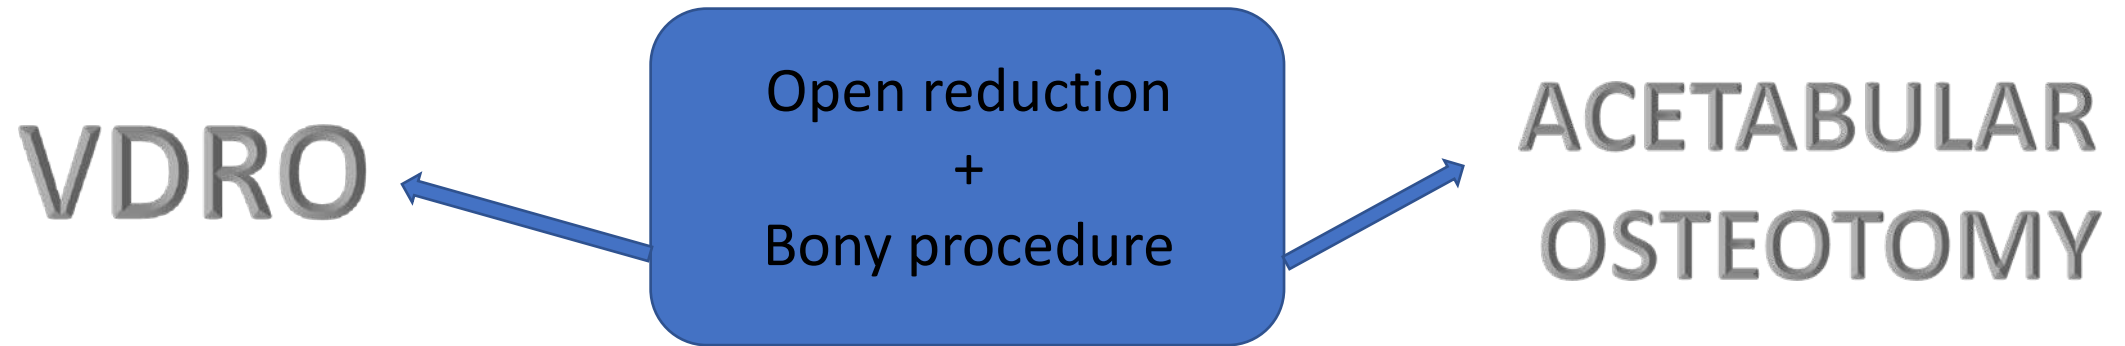 VDRO
Open reduction
+
Bony procedure
ACETABULAR
OSTEOTOMY